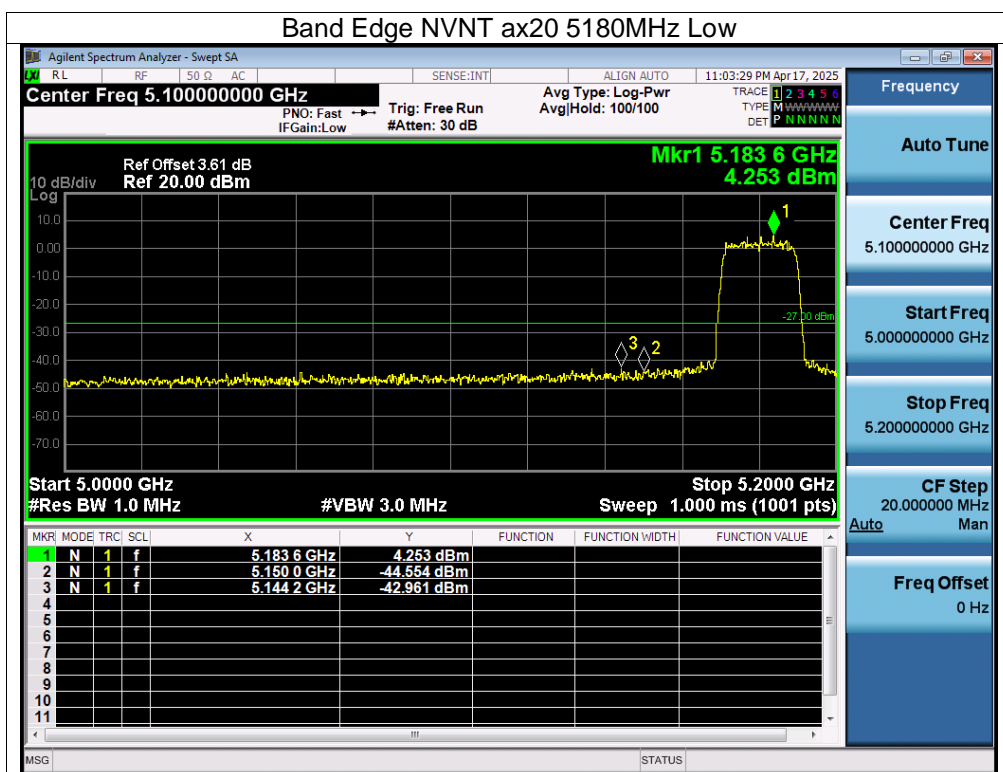 Band Edge NVNT ax20 5180MHz Low
Agilent Spectrum Analyzer - Swept SA
LXI RL RF 50 Ω AC SENSE:INT ALIGN AUTO 11:03:29 PM Apr 17, 2025
Center Freq 5.100000000 GHz Avg Type: Log-Pwr TRACE 1 2 3 4 5 6
PNO: Fast Trig: Free Run Avg|Hold: 100/100 TYPE M WWWWW
IFGain:Low #Atten: 30 dB DET P NNNNN
Mkr1 5.183 6 GHz
4.253 dBm
Ref Offset 3.61 dB
10 dB/div Ref 20.00 dBm
Log
10.0
0.00
-10.0
-20.0
-30.0
-40.0
-50.0
-60.0
-70.0
1
-27.00 dBm
3 2
Start 5.0000 GHz Stop 5.2000 GHz
#Res BW 1.0 MHz #VBW 3.0 MHz Sweep 1.000 ms (1001 pts)
MKR MODE TRC SCL X Y FUNCTION FUNCTION WIDTH FUNCTION VALUE
1 N 1 f 5.183 6 GHz 4.253 dBm
2 N 1 f 5.150 0 GHz -44.554 dBm
3 N 1 f 5.144 2 GHz -42.961 dBm
4
5
6
7
8
9
10
11
MSG STATUS
Frequency
Auto Tune
Center Freq
5.100000000 GHz
Start Freq
5.000000000 GHz
Stop Freq
5.200000000 GHz
CF Step
20.000000 MHz
Auto Man
Freq Offset
0 Hz